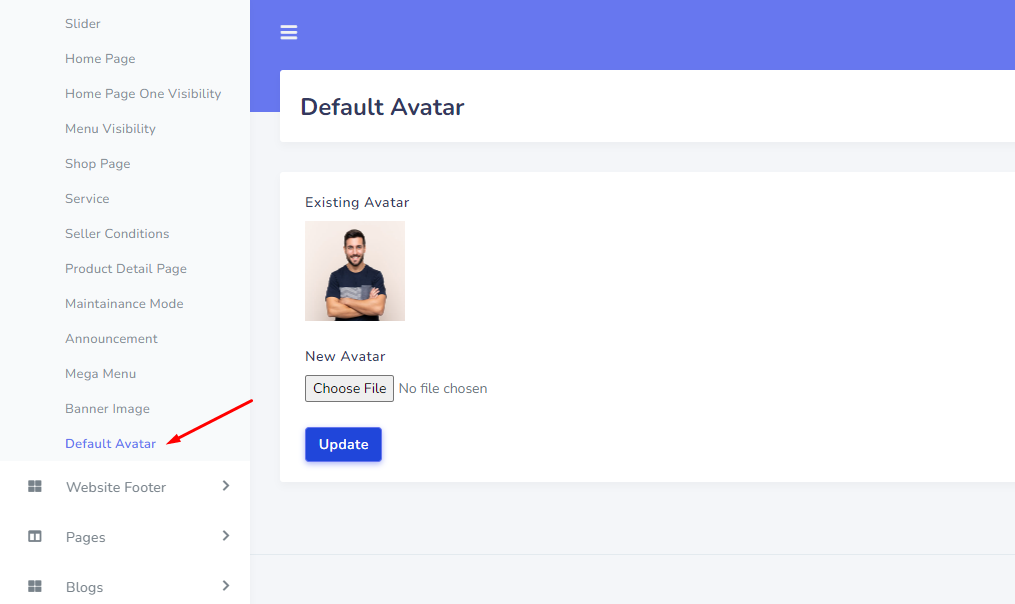 Slider
Home Page
Home Page One Visibility
Menu Visibility
Shop Page
Service
Seller Conditions
Product Detail Page
Maintainance Mode
Announcement
Mega Menu
Banner Image
Default Avatar
Website Footer
Pages
Blogs
Default Avatar
Existing Avatar
New Avatar
Choose File No file chosen
Update